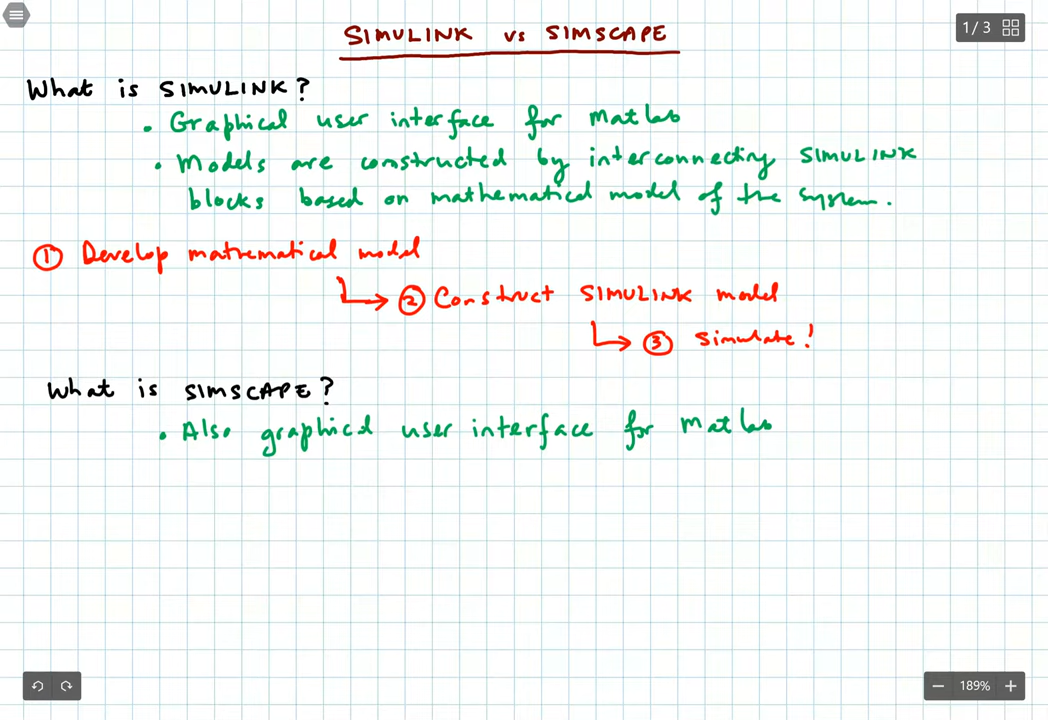 SIMULINK vs SIMSCAPE
1/3
What is SIMULINK?
• Graphical user interface for Matlab
• Models are constructed by interconnecting SIMULINK
blocks based on mathematical model of the system.
① Develop mathematical model
② Construct SIMULINK model
③ Simulate!
What is SIMSCAPE?
• Also graphical user interface for Matlab
189%